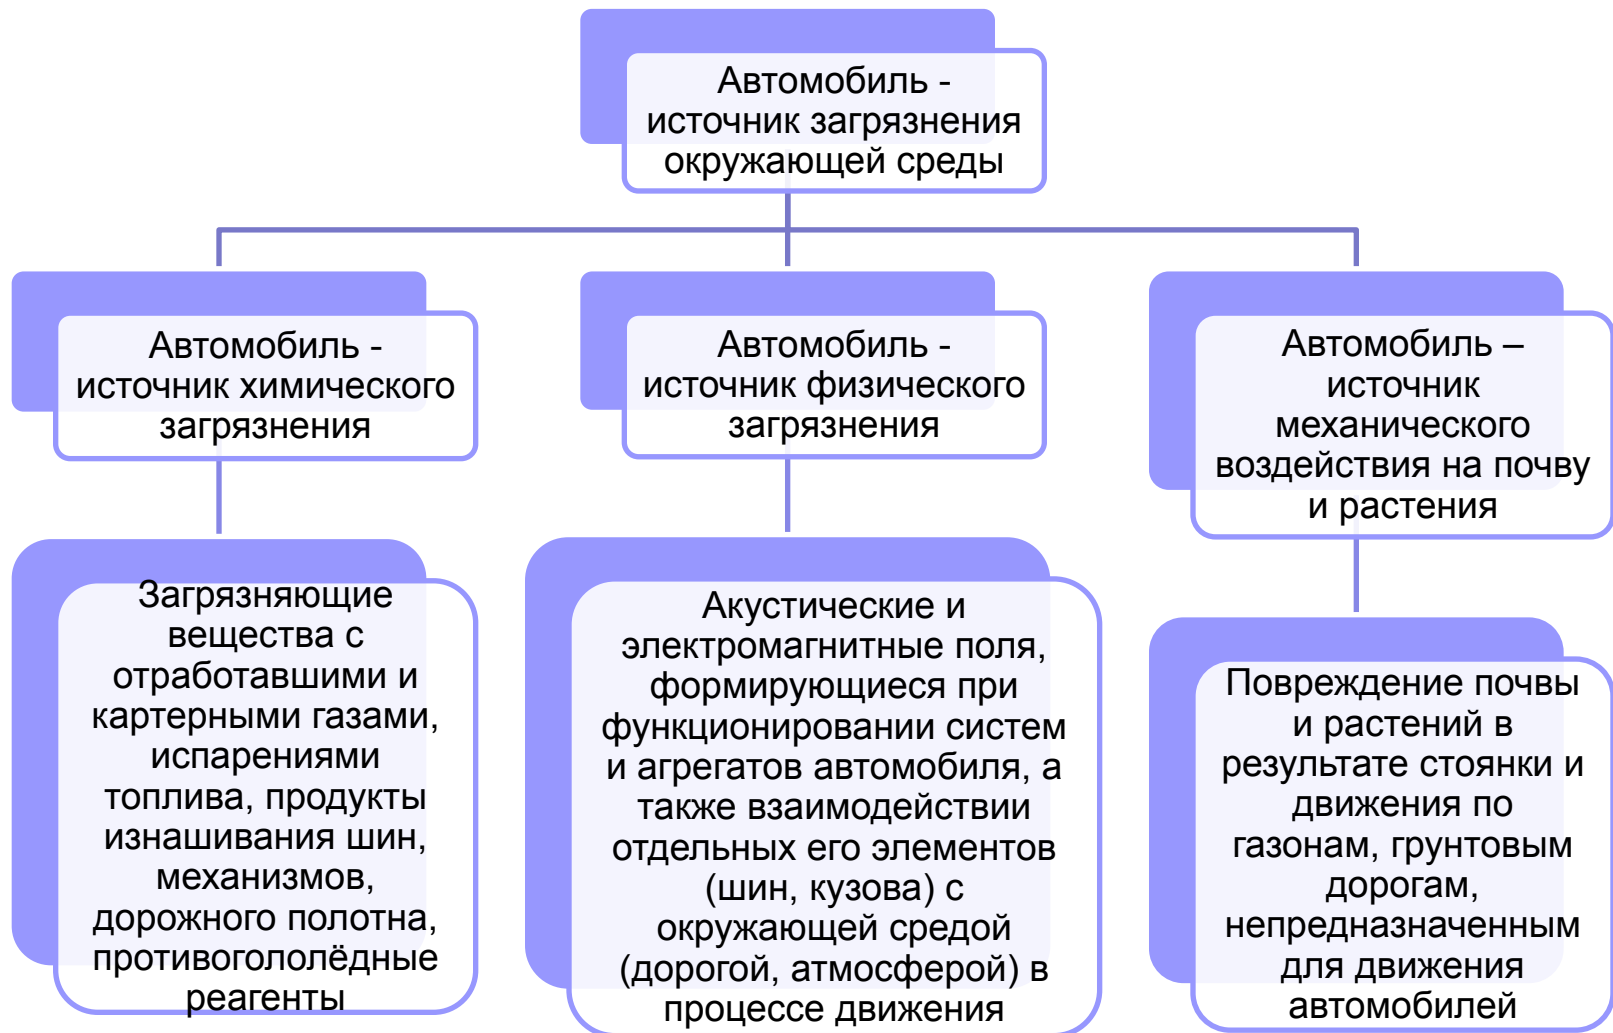 Автомобиль -
источник загрязнения
окружающей среды
Автомобиль -
источник химического
загрязнения
Автомобиль -
источник физического
загрязнения
Автомобиль –
источник
механического
воздействия на почву
и растения
Загрязняющие
вещества с
отработавшими и
картерными газами,
испарениями
топлива, продукты
изнашивания шин,
механизмов,
дорожного полотна,
противогололёдные
реагенты
Акустические и
электромагнитные поля,
формирующиеся при
функционировании систем
и агрегатов автомобиля, а
также взаимодействии
отдельных его элементов
(шин, кузова) с
окружающей средой
(дорогой, атмосферой) в
процессе движения
Повреждение почвы
и растений в
результате стоянки и
движения по
газонам, грунтовым
дорогам,
непредназначенным
для движения
автомобилей